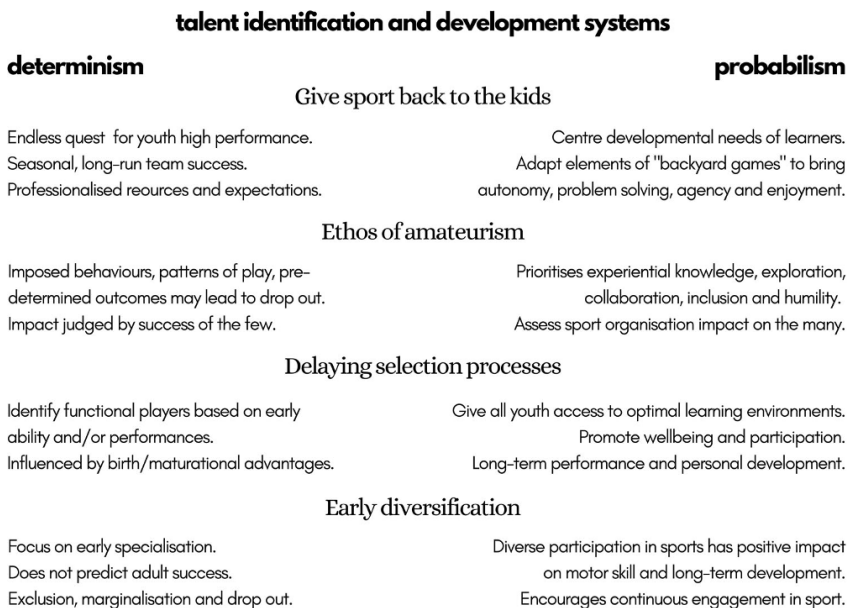 talent identification and development systems
determinism
probabilism
Give sport back to the kids
Endless quest for youth high performance.
Seasonal, long-run team success.
Professionalised reources and expectations.
Centre developmental needs of learners.
Adapt elements of "backyard games" to bring
autonomy, problem solving, agency and enjoyment.
Ethos of amateurism
Imposed behaviours, patterns of play, pre-
determined outcomes may lead to drop out.
Impact judged by success of the few.
Prioritises experiential knowledge, exploration,
collaboration, inclusion and humility.
Assess sport organisation impact on the many.
Delaying selection processes
Identify functional players based on early
ability and/or performances.
Influenced by birth/maturational advantages.
Give all youth access to optimal learning environments.
Promote wellbeing and participation.
Long-term performance and personal development.
Early diversification
Focus on early specialisation.
Does not predict adult success.
Exclusion, marginalisation and drop out.
Diverse participation in sports has positive impact
on motor skill and long-term development.
Encourages continuous engagement in sport.